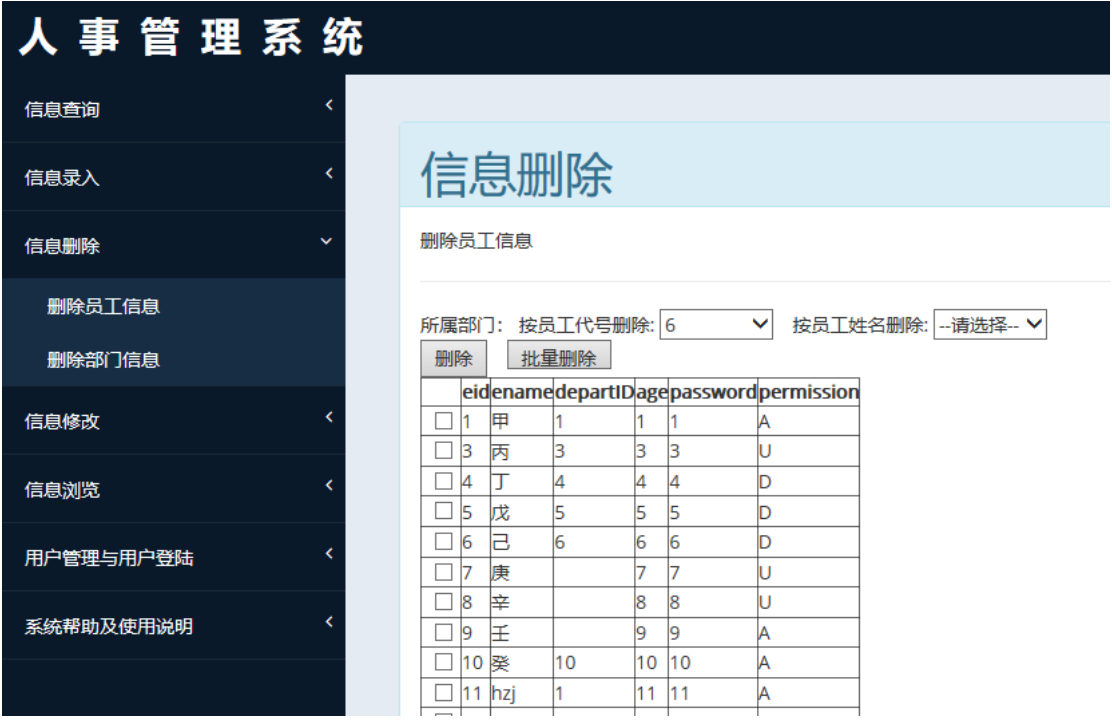 人事管理系统
信息查询
信息录入
信息删除
删除员工信息
删除部门信息
信息修改
信息浏览
用户管理与用户登陆
系统帮助及使用说明
信息删除
删除员工信息
所属部门： 按员工代号删除: 6 按员工姓名删除: --请选择--
删除 批量删除
eid ename departID age password permission
1 甲 1 1 1 A
3 丙 3 3 3 U
4 丁 4 4 4 D
5 戊 5 5 5 D
6 己 6 6 6 D
7 庚 7 7 U
8 辛 8 8 U
9 壬 9 9 A
10 癸 10 10 10 A
11 hzj 1 11 11 A